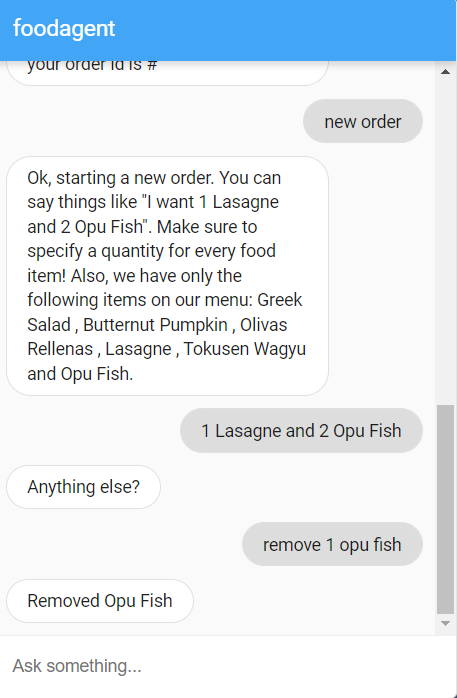 foodagent
your order id is #
new order
Ok, starting a new order. You can
say things like "I want 1 Lasagne
and 2 Opu Fish". Make sure to
specify a quantity for every food
item! Also, we have only the
following items on our menu: Greek
Salad , Butternut Pumpkin , Olivas
Rellenas , Lasagne , Tokusen Wagyu
and Opu Fish.
1 Lasagne and 2 Opu Fish
Anything else?
remove 1 opu fish
Removed Opu Fish
Ask something...